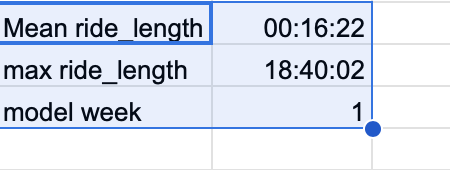 Mean ride_length 00:16:22
max ride_length 18:40:02
model week 1